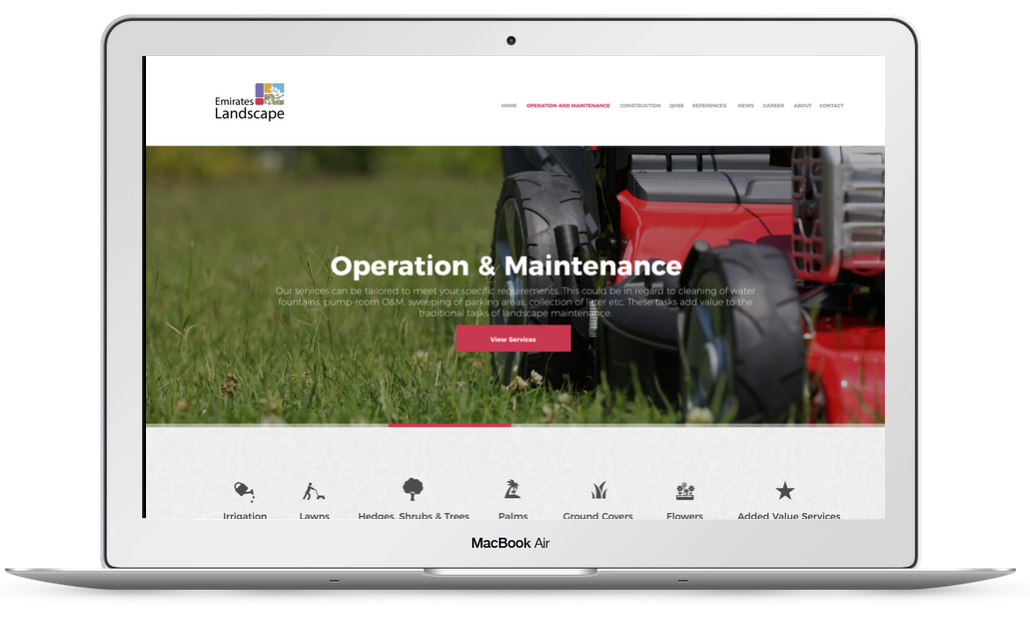 Emirates
Landscape
HOME OPERATION AND MAINTENANCE CONSTRUCTION QHSE REFERENCES NEWS CAREER ABOUT CONTACT
Operation & Maintenance
Our services can be tailored to meet your specific requirements. This could be in regard to cleaning of water
fountains, pump-room O&M, sweeping of parking areas, collection of litter etc. These tasks add value to the
traditional tasks of landscape maintenance.
View Services
Irrigation Lawns Hedges, Shrubs & Trees Palms Ground Covers Flowers Added Value Services
MacBook Air